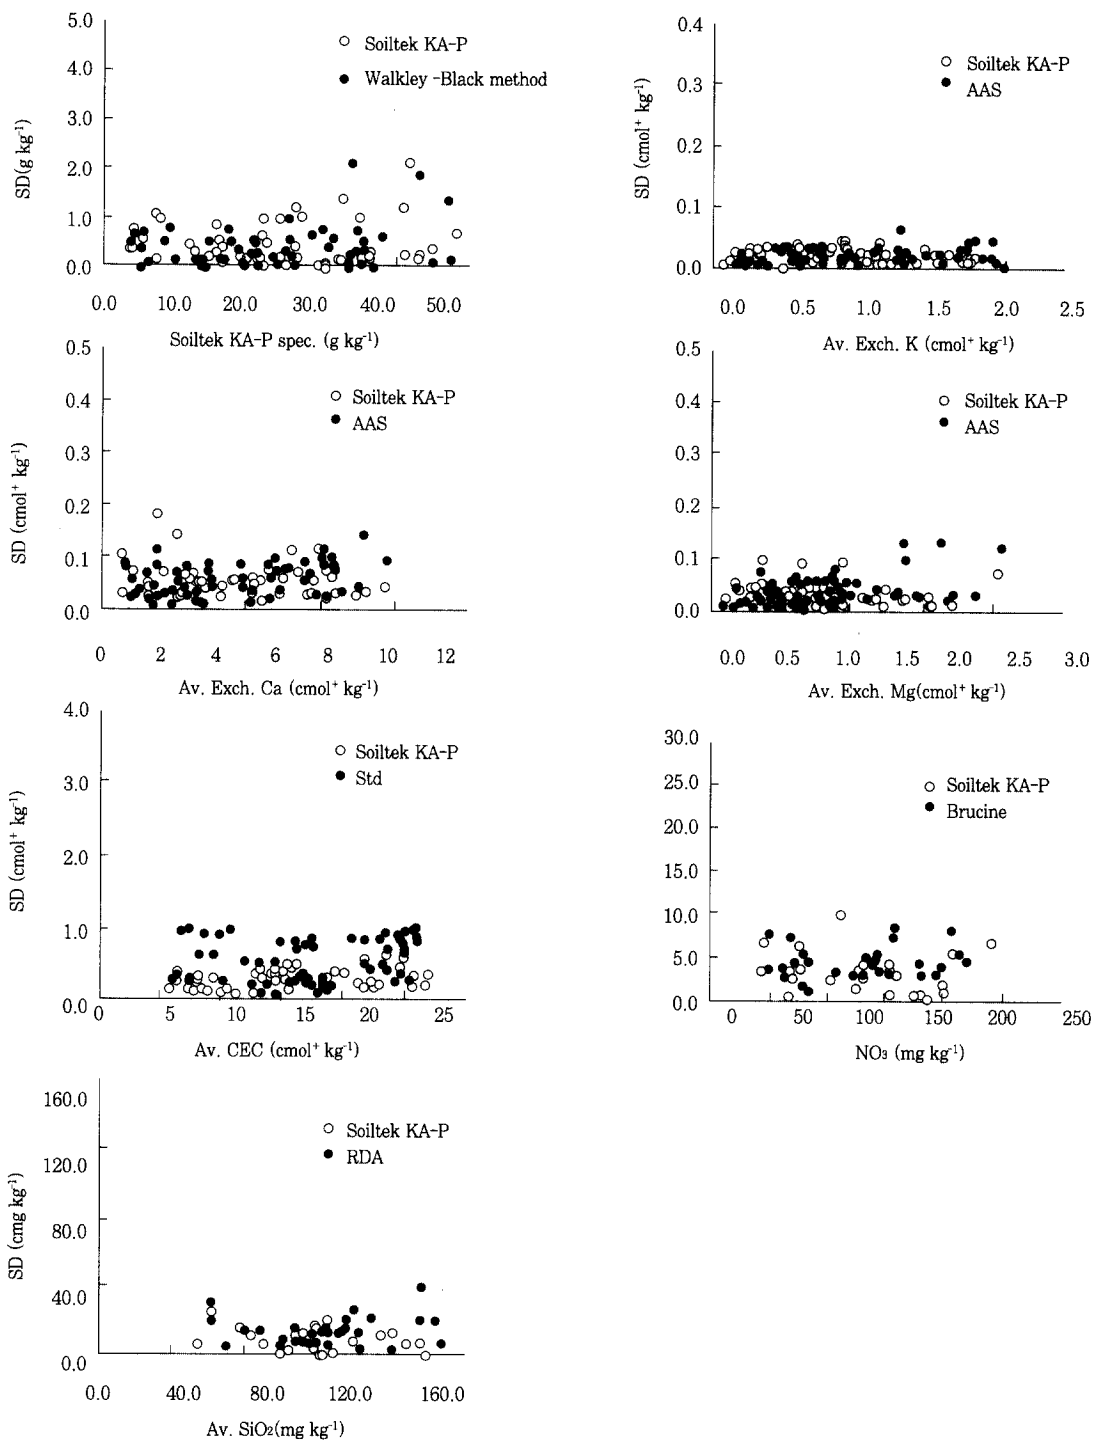 5.0
4.0
3.0
2.0
1.0
0.0
SD(g kg⁻¹)
Soiltek KA-P
Walkley -Black method
0.0 10.0 20.0 30.0 40.0 50.0
Soiltek KA-P spec. (g kg⁻¹)
0.4
0.3
0.2
0.1
0.0
SD (cmol⁺ kg⁻¹)
Soiltek KA-P
AAS
0.0 0.5 1.0 1.5 2.0 2.5
Av. Exch. K (cmol⁺ kg⁻¹)
0.5
0.4
0.3
0.2
0.1
0.0
SD (cmol⁺ kg⁻¹)
Soiltek KA-P
AAS
0 2 4 6 8 10 12
Av. Exch. Ca (cmol⁺ kg⁻¹)
0.5
0.4
0.3
0.2
0.1
0.0
Soiltek KA-P
AAS
0.0 0.5 1.0 1.5 2.0 3.0
Av. Exch. Mg(cmol⁺ kg⁻¹)
4.0
3.0
2.0
1.0
0.0
SD (cmol⁺ kg⁻¹)
Soiltek KA-P
Std
0 5 10 15 20 25
Av. CEC (cmol⁺ kg⁻¹)
30.0
25.0
20.0
15.0
10.0
5.0
0.0
Soiltek KA-P
Brucine
0 50 100 150 200 250
NO₃ (mg kg⁻¹)
160.0
120.0
80.0
40.0
0.0
SD (cmg kg⁻¹)
Soiltek KA-P
RDA
0.0 40.0 80.0 120.0 160.0
Av. SiO₂(mg kg⁻¹)